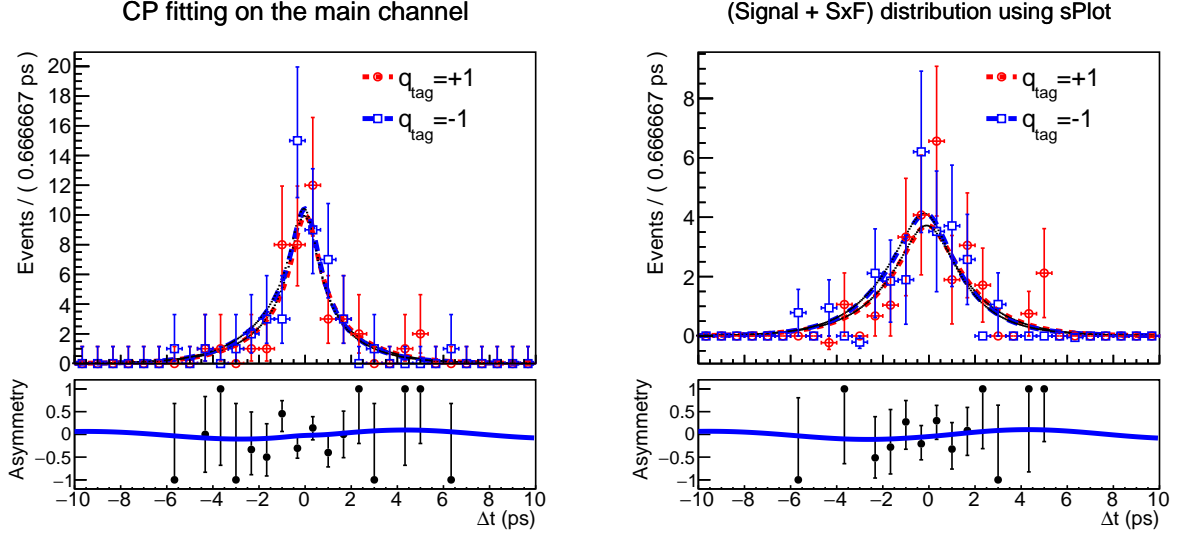 CP fitting on the main channel
Events / ( 0.666667 ps )
20
18
16
14
12
10
8
6
4
2
0
q_tag=+1
q_tag=-1
Asymmetry
1
0.5
0
−0.5
−1
−10 −8 −6 −4 −2 0 2 4 6 8 10
Δt (ps)
(Signal + SxF) distribution using sPlot
Events / ( 0.666667 ps )
8
6
4
2
0
q_tag=+1
q_tag=-1
Asymmetry
1
0.5
0
−0.5
−1
−10 −8 −6 −4 −2 0 2 4 6 8 10
Δt (ps)